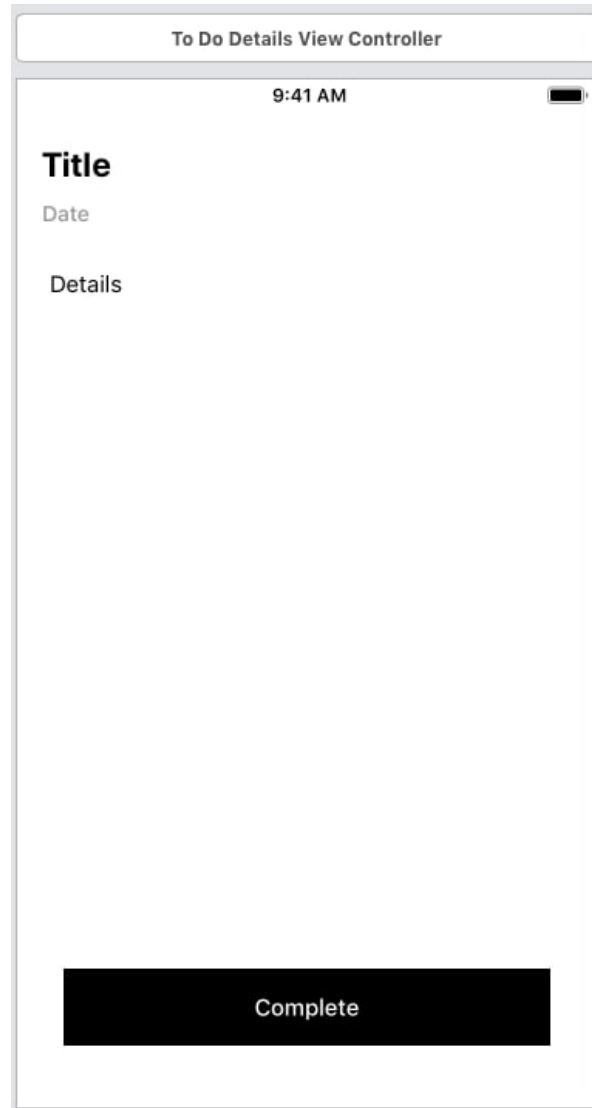 To Do Details View Controller
9:41 AM
Title
Date
Details
Complete